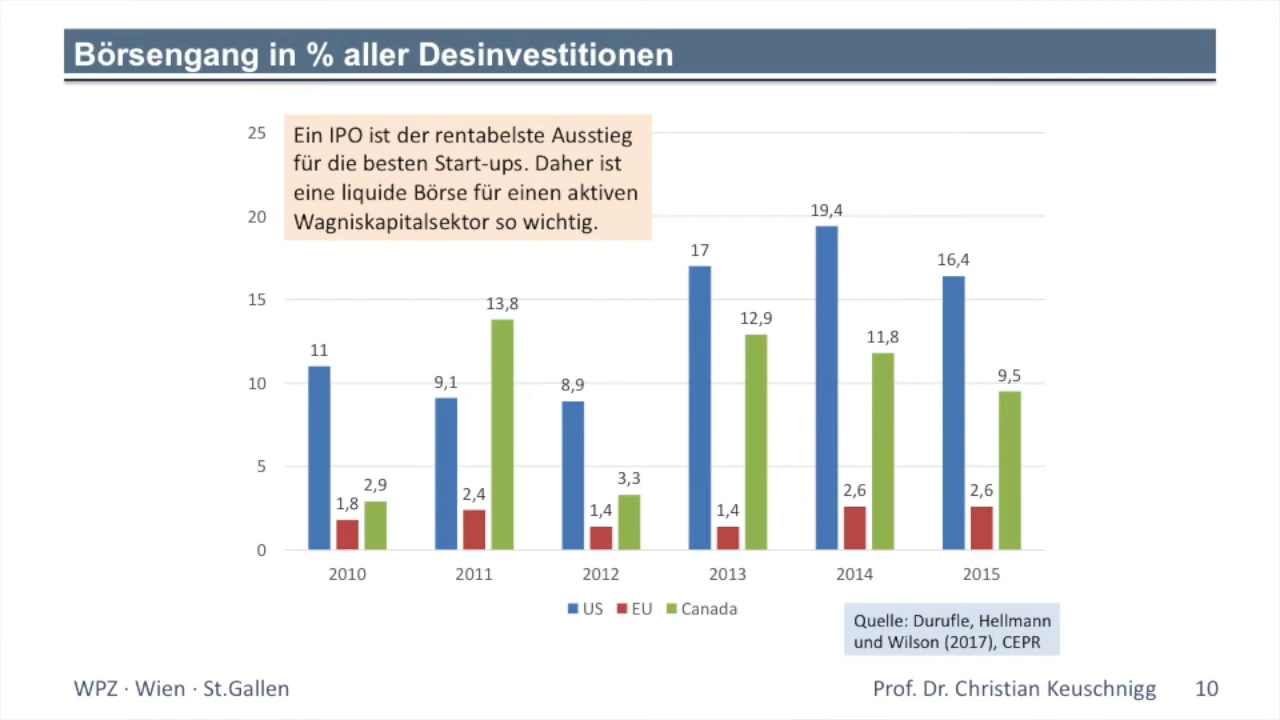 Börsengang in % aller Desinvestitionen
Ein IPO ist der rentabelste Ausstieg
für die besten Start-ups. Daher ist
eine liquide Börse für einen aktiven
Wagniskapitalsektor so wichtig.
25
20
15
10
5
0
11
1,8
2,9
9,1
2,4
13,8
8,9
1,4
3,3
17
1,4
12,9
19,4
2,6
11,8
16,4
2,6
9,5
2010 2011 2012 2013 2014 2015
US EU Canada
Quelle: Durufle, Hellmann
und Wilson (2017), CEPR
WPZ · Wien · St.Gallen
Prof. Dr. Christian Keuschnigg 10